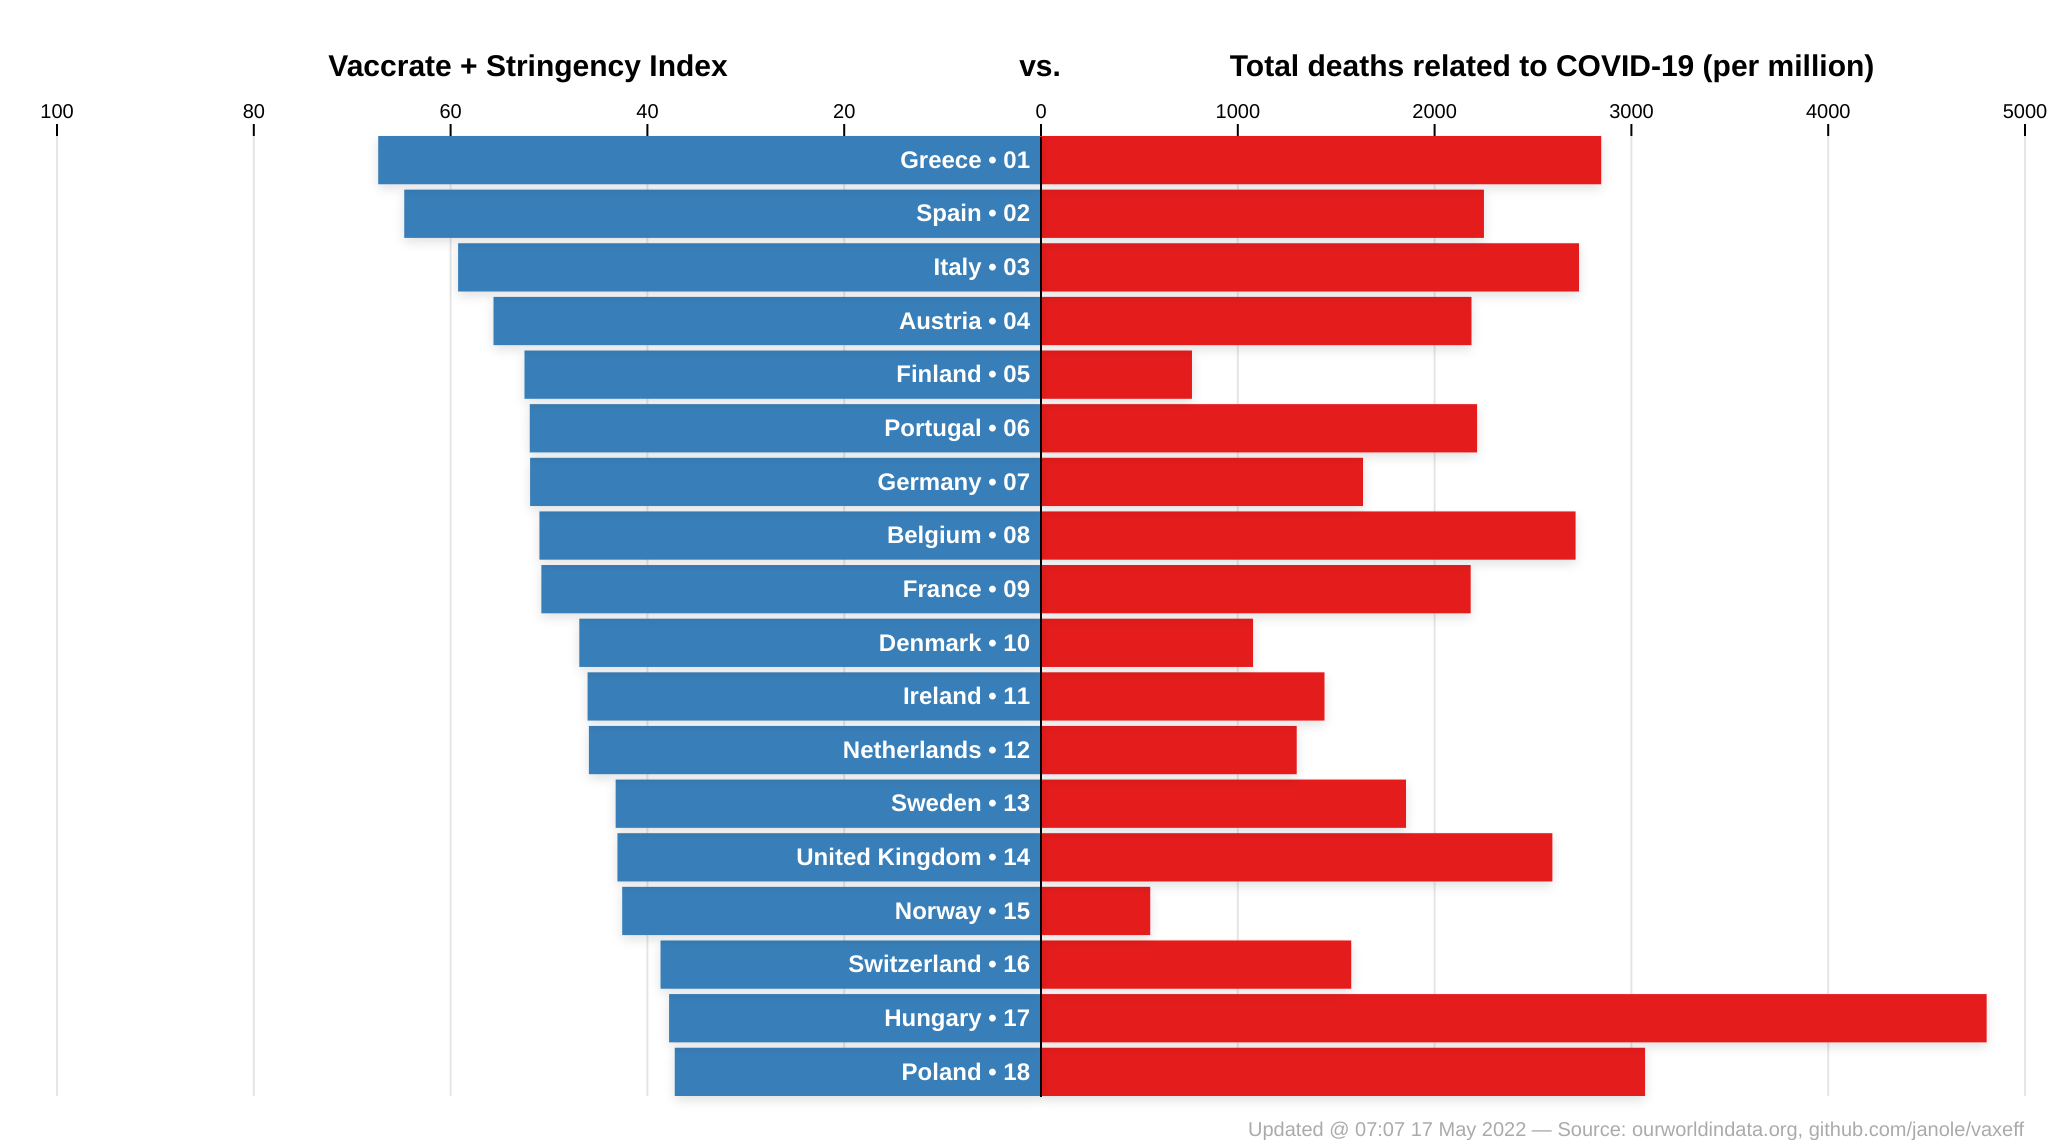 Vaccrate + Stringency Index vs. Total deaths related to COVID-19 (per million)
100 80 60 40 20 0 1000 2000 3000 4000 5000
Greece • 01
Spain • 02
Italy • 03
Austria • 04
Finland • 05
Portugal • 06
Germany • 07
Belgium • 08
France • 09
Denmark • 10
Ireland • 11
Netherlands • 12
Sweden • 13
United Kingdom • 14
Norway • 15
Switzerland • 16
Hungary • 17
Poland • 18
Updated @ 07:07 17 May 2022 — Source: ourworldindata.org, github.com/janole/vaxeff